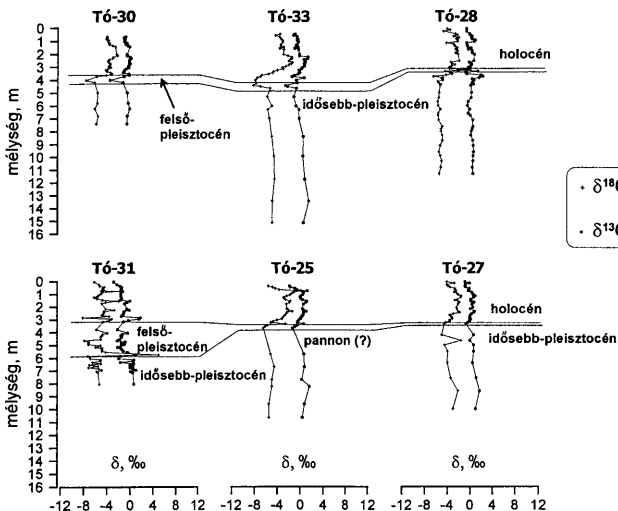 Tó-30 Tó-33 Tó-28
mélység, m
0
1
2
3
4
5
6
7
8
9
10
11
12
13
14
15
16
holocén
felső-
pleisztocén
idősebb-pleisztocén
δ18
δ13
Tó-31 Tó-25 Tó-27
mélység, m
0
1
2
3
4
5
6
7
8
9
10
11
12
13
14
15
16
holocén
felső-
pleisztocén
pannon (?)
idősebb-pleisztocén
idősebb-pleisztocén
δ, ‰ δ, ‰ δ, ‰
-12 -8 -4 0 4 8 12 -12 -8 -4 0 4 8 12 -12 -8 -4 0 4 8 12